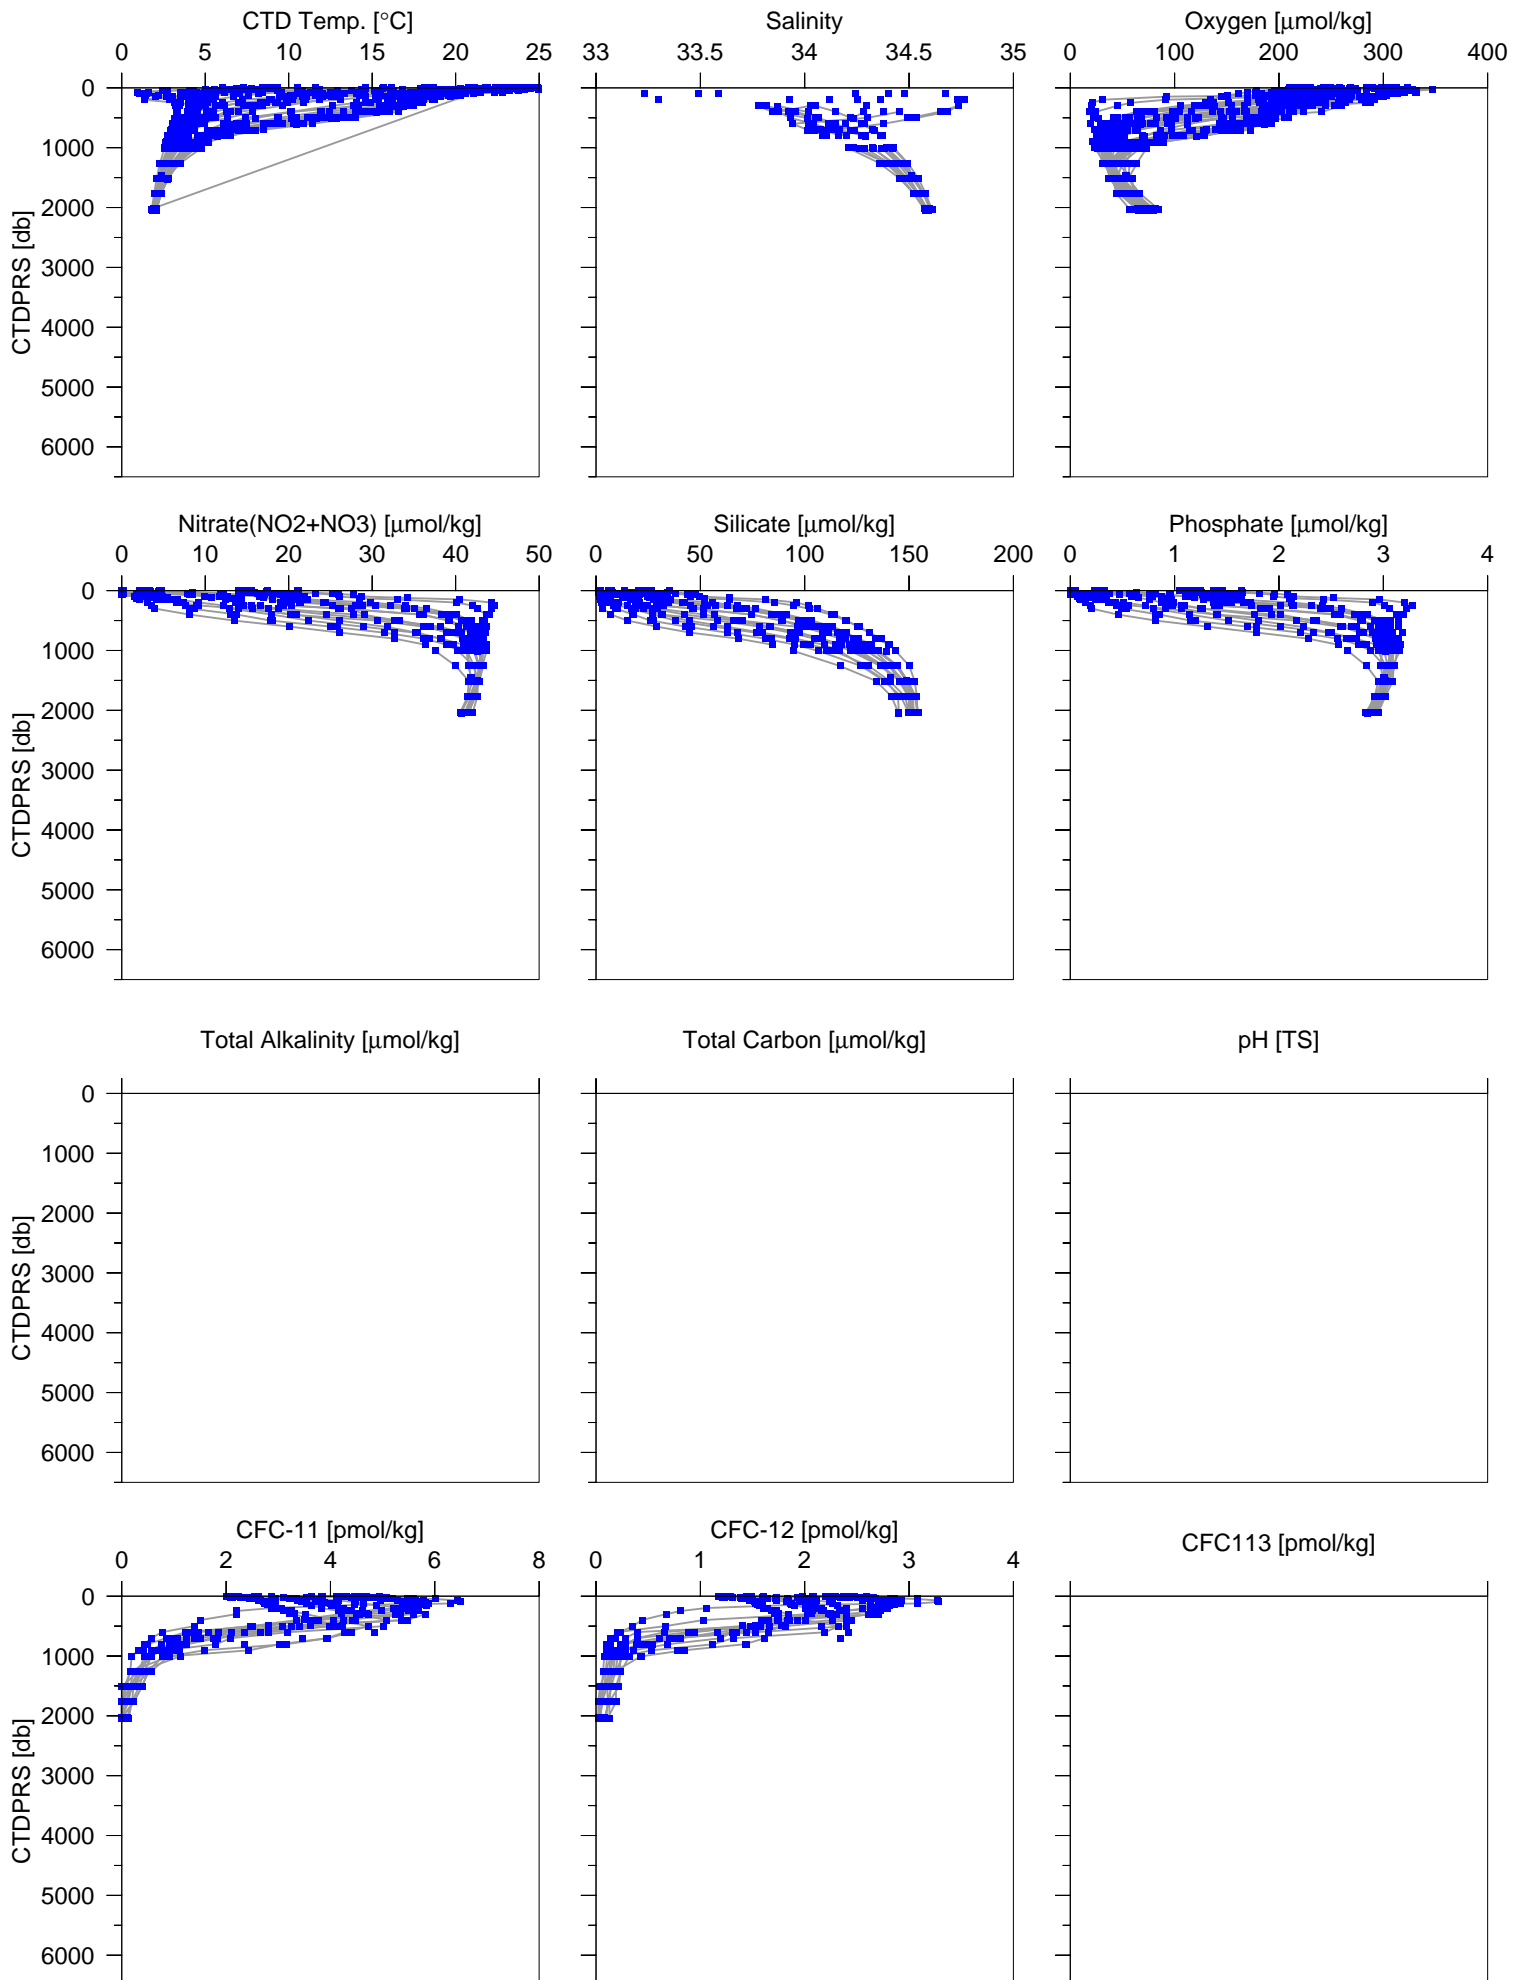 CTD Temp. [°C] Salinity Oxygen [μmol/kg]
0 5 10 15 20 25 33 33.5 34 34.5 35 0 100 200 300 400
0
1000
2000
3000
4000
5000
6000
CTDPRS [db]
Nitrate(NO2+NO3) [μmol/kg] Silicate [μmol/kg] Phosphate [μmol/kg]
0 10 20 30 40 50 0 50 100 150 200 0 1 2 3 4
0
1000
2000
3000
4000
5000
6000
CTDPRS [db]
Total Alkalinity [μmol/kg] Total Carbon [μmol/kg] pH [TS]
0
1000
2000
3000
4000
5000
6000
CTDPRS [db]
CFC-11 [pmol/kg] CFC-12 [pmol/kg] CFC113 [pmol/kg]
0 2 4 6 8 0 1 2 3 4
0
1000
2000
3000
4000
5000
6000
CTDPRS [db]